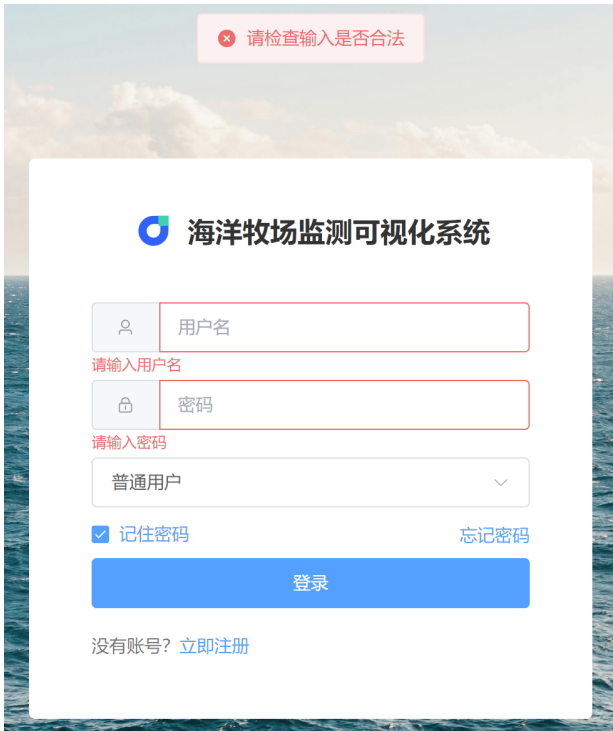 请检查输入是否合法
海洋牧场监测可视化系统
用户名
请输入用户名
密码
请输入密码
普通用户
记住密码 忘记密码
登录
没有账号？立即注册